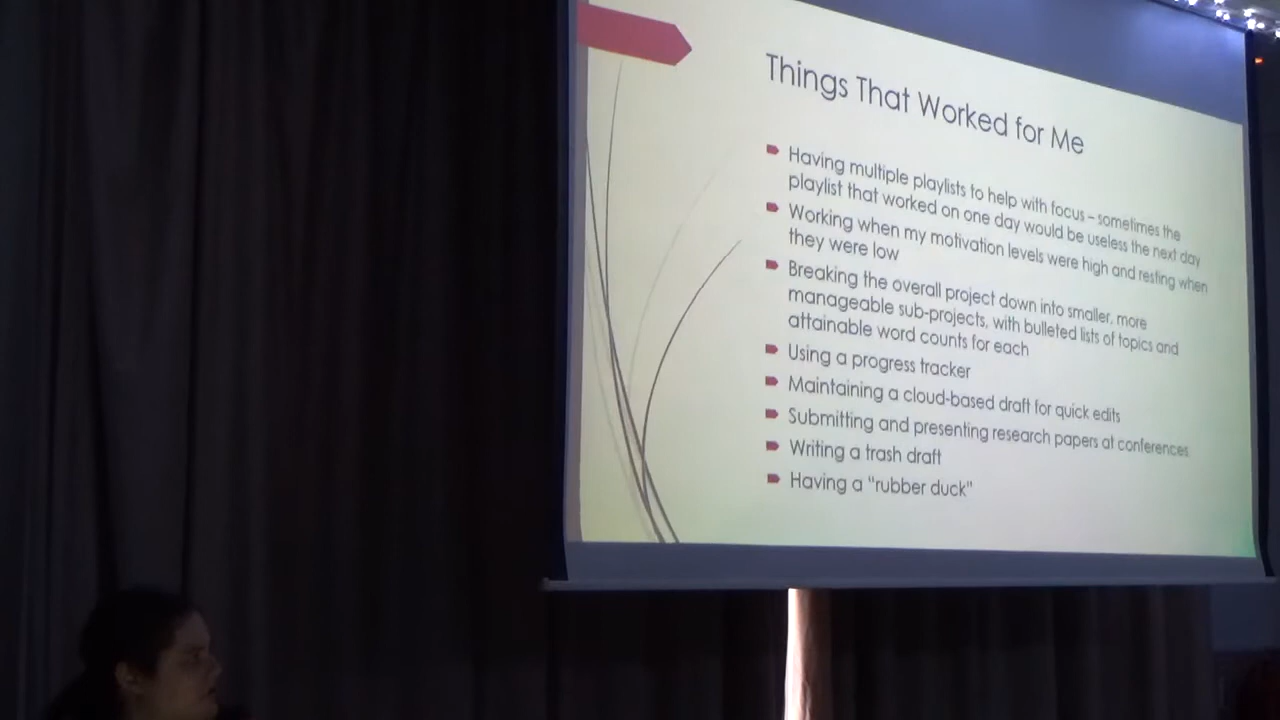 Things That Worked for Me
Having multiple playlists to help with focus – sometimes the
playlist that worked on one day would be useless the next day
Working when my motivation levels were high and resting when
they were low
Breaking the overall project down into smaller, more
manageable sub-projects, with bulleted lists of topics and
attainable word counts for each
Using a progress tracker
Maintaining a cloud-based draft for quick edits
Submitting and presenting research papers at conferences
Writing a trash draft
Having a “rubber duck”